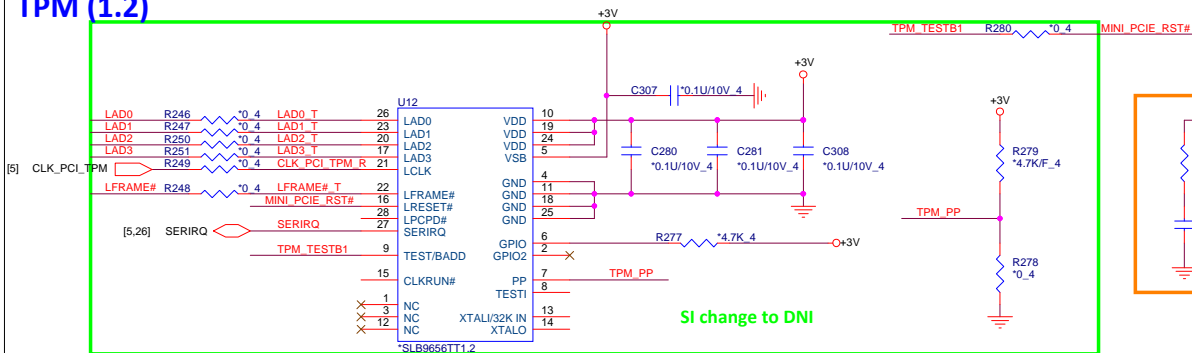 TPM (1.2)
+3V
TPM_TESTB1 R280 *0_4 MINI_PCIE_RST#
+3V
C307 *0.1U/10V_4
+3V
U12
LAD0 R246 *0_4 LAD0_T 26 LAD0 VDD 10
LAD1 R247 *0_4 LAD1_T 23 LAD1 VDD 19
LAD2 R250 *0_4 LAD2_T 20 LAD2 VDD 24
LAD3 R251 *0_4 LAD3_T 17 LAD3 VSB 5
[5] CLK_PCI_TPM R249 *0_4 CLK_PCI_TPM_R 21 LCLK
C280 *0.1U/10V_4
C281 *0.1U/10V_4
C308 *0.1U/10V_4
R279
*4.7K/F_4
GND 4
LFRAME# R248 *0_4 LFRAME#_T 22 LFRAME# GND 11
MINI_PCIE_RST# 16 LRESET# GND 18
28 LPCPD# GND 25
[5,26] SERIRQ SERIRQ 27 SERIRQ
TPM_PP
GPIO 6 R277 *4.7K_4 +3V
TPM_TESTB1 9 TEST/BADD GPIO2 2
R278
*0_4
15 CLKRUN# PP 7 TPM_PP
TESTI 8
1 NC
3 NC XTALI/32K IN 13
12 NC XTALO 14
SI change to DNI
*SLB9656TT1.2